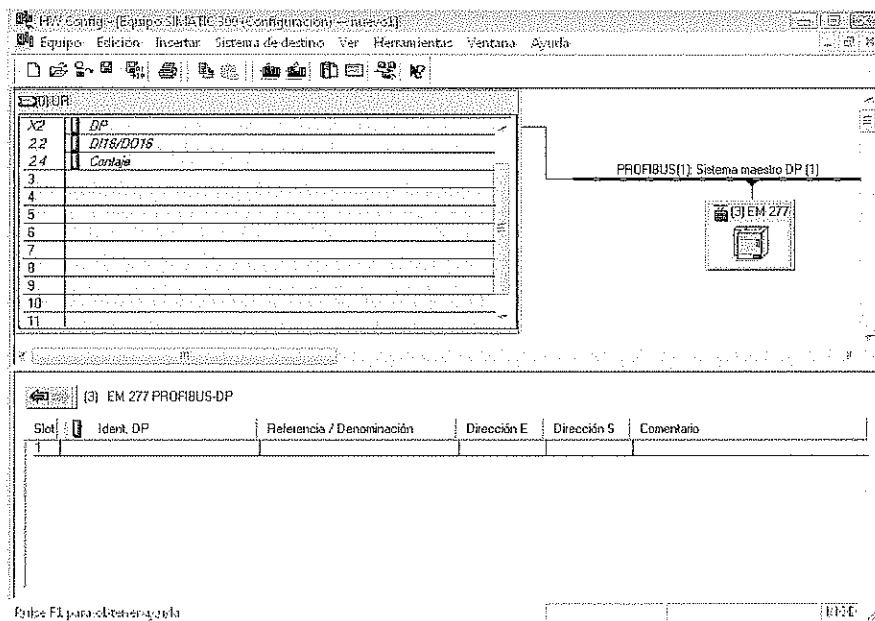 HW Config - [Equipo SIMATIC 300 (Configuración) -- nuevo1]
Equipo Edición Insertar Sistema de destino Ver Herramientas Ventana Ayuda
(0) UR
X2 DP
2.2 DI16/DO16
2.4 Contaje
3
4
5
6
7
8
9
10
11
PROFIBUS(1): Sistema maestro DP (1)
(3) EM 277
(3) EM 277 PROFIBUS-DP
Slot Ident. DP Referencia / Denominación Dirección E Dirección S Comentario
1
Pulse F1 para obtener ayuda